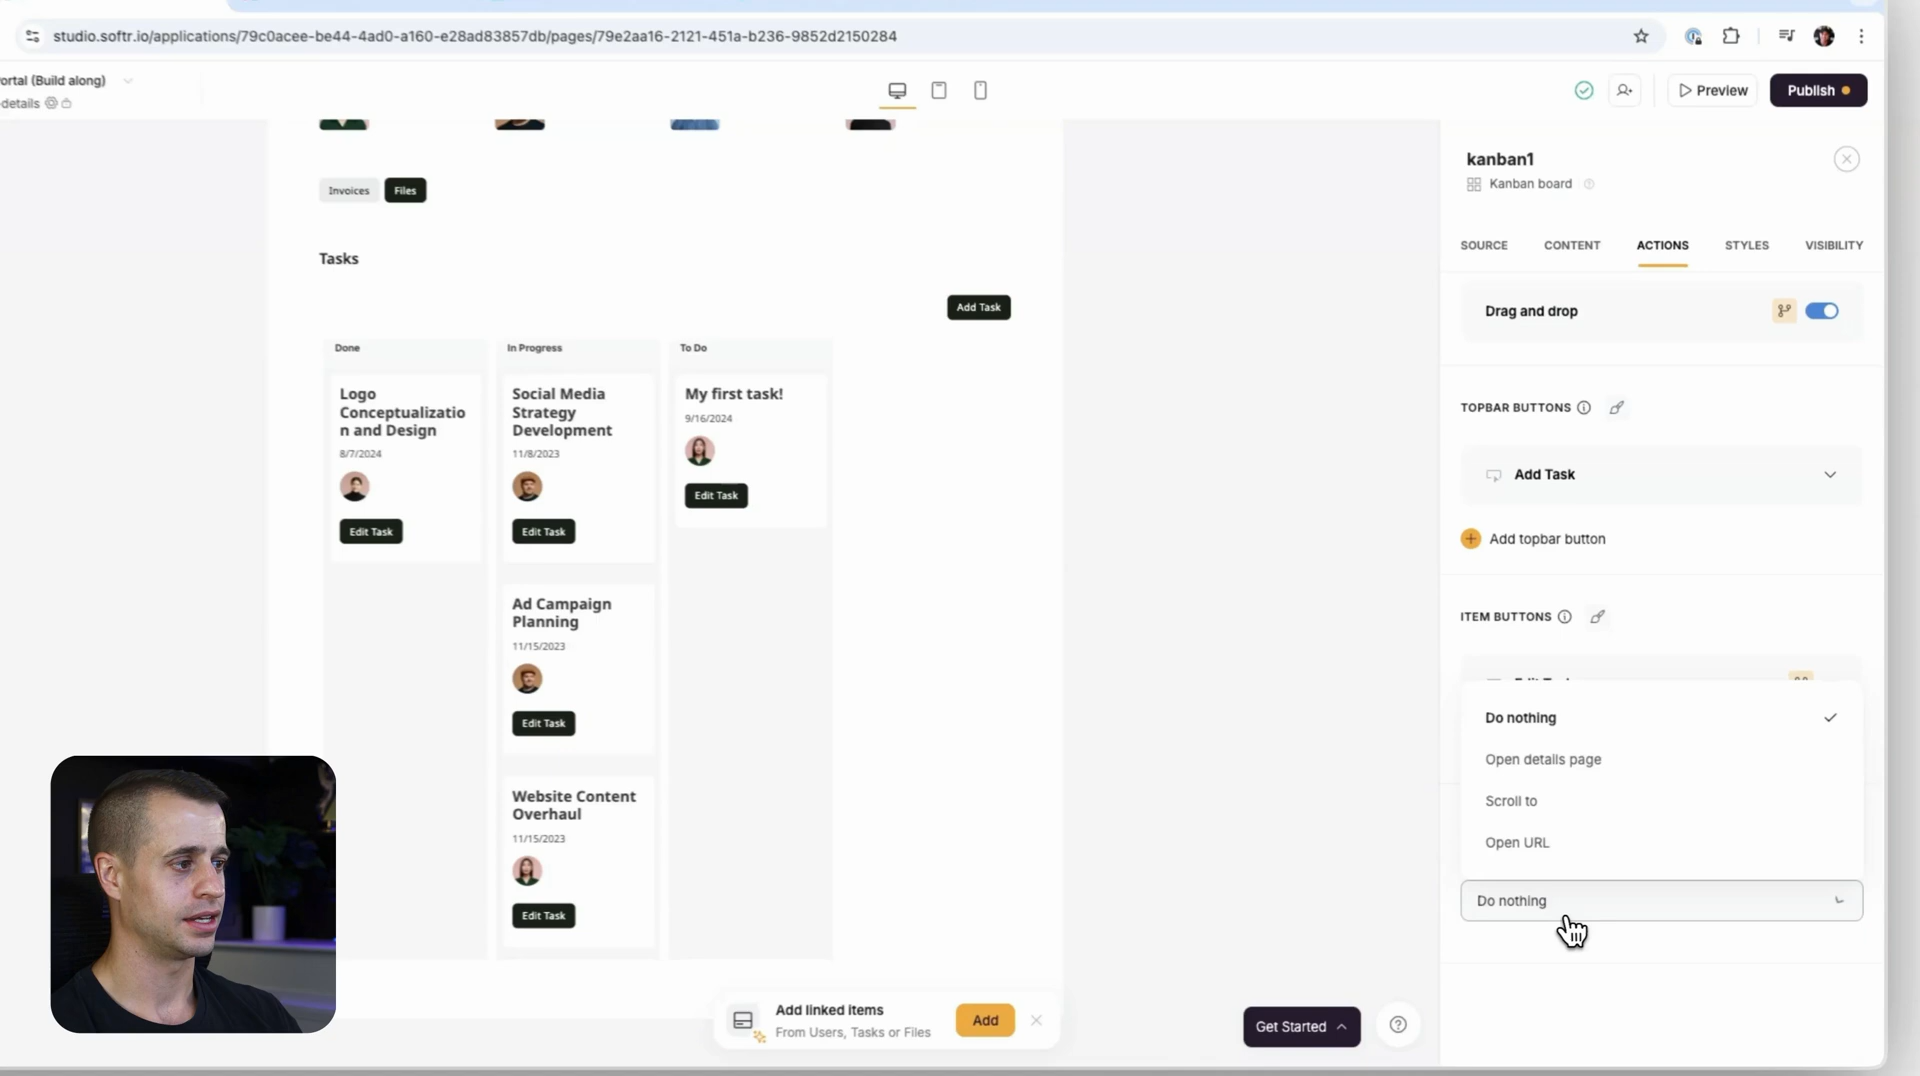 studio.softr.io/applications/79c0acee-be44-4ad0-a160-e28ad83857db/pages/79e2aa16-2121-451a-b236-9852d2150284
ortal (Build along)
-details
Preview
Publish
Invoices
Files
Tasks
Add Task
Done
In Progress
To Do
Logo
Conceptualizatio
n and Design
8/7/2024
Edit Task
Social Media
Strategy
Development
11/8/2023
Edit Task
Ad Campaign
Planning
11/15/2023
Edit Task
Website Content
Overhaul
11/15/2023
Edit Task
My first task!
9/16/2024
Edit Task
Add linked items
From Users, Tasks or Files
Add
Get Started
kanban1
Kanban board
SOURCE
CONTENT
ACTIONS
STYLES
VISIBILITY
Drag and drop
TOPBAR BUTTONS
Add Task
Add topbar button
ITEM BUTTONS
Do nothing
Open details page
Scroll to
Open URL
Do nothing